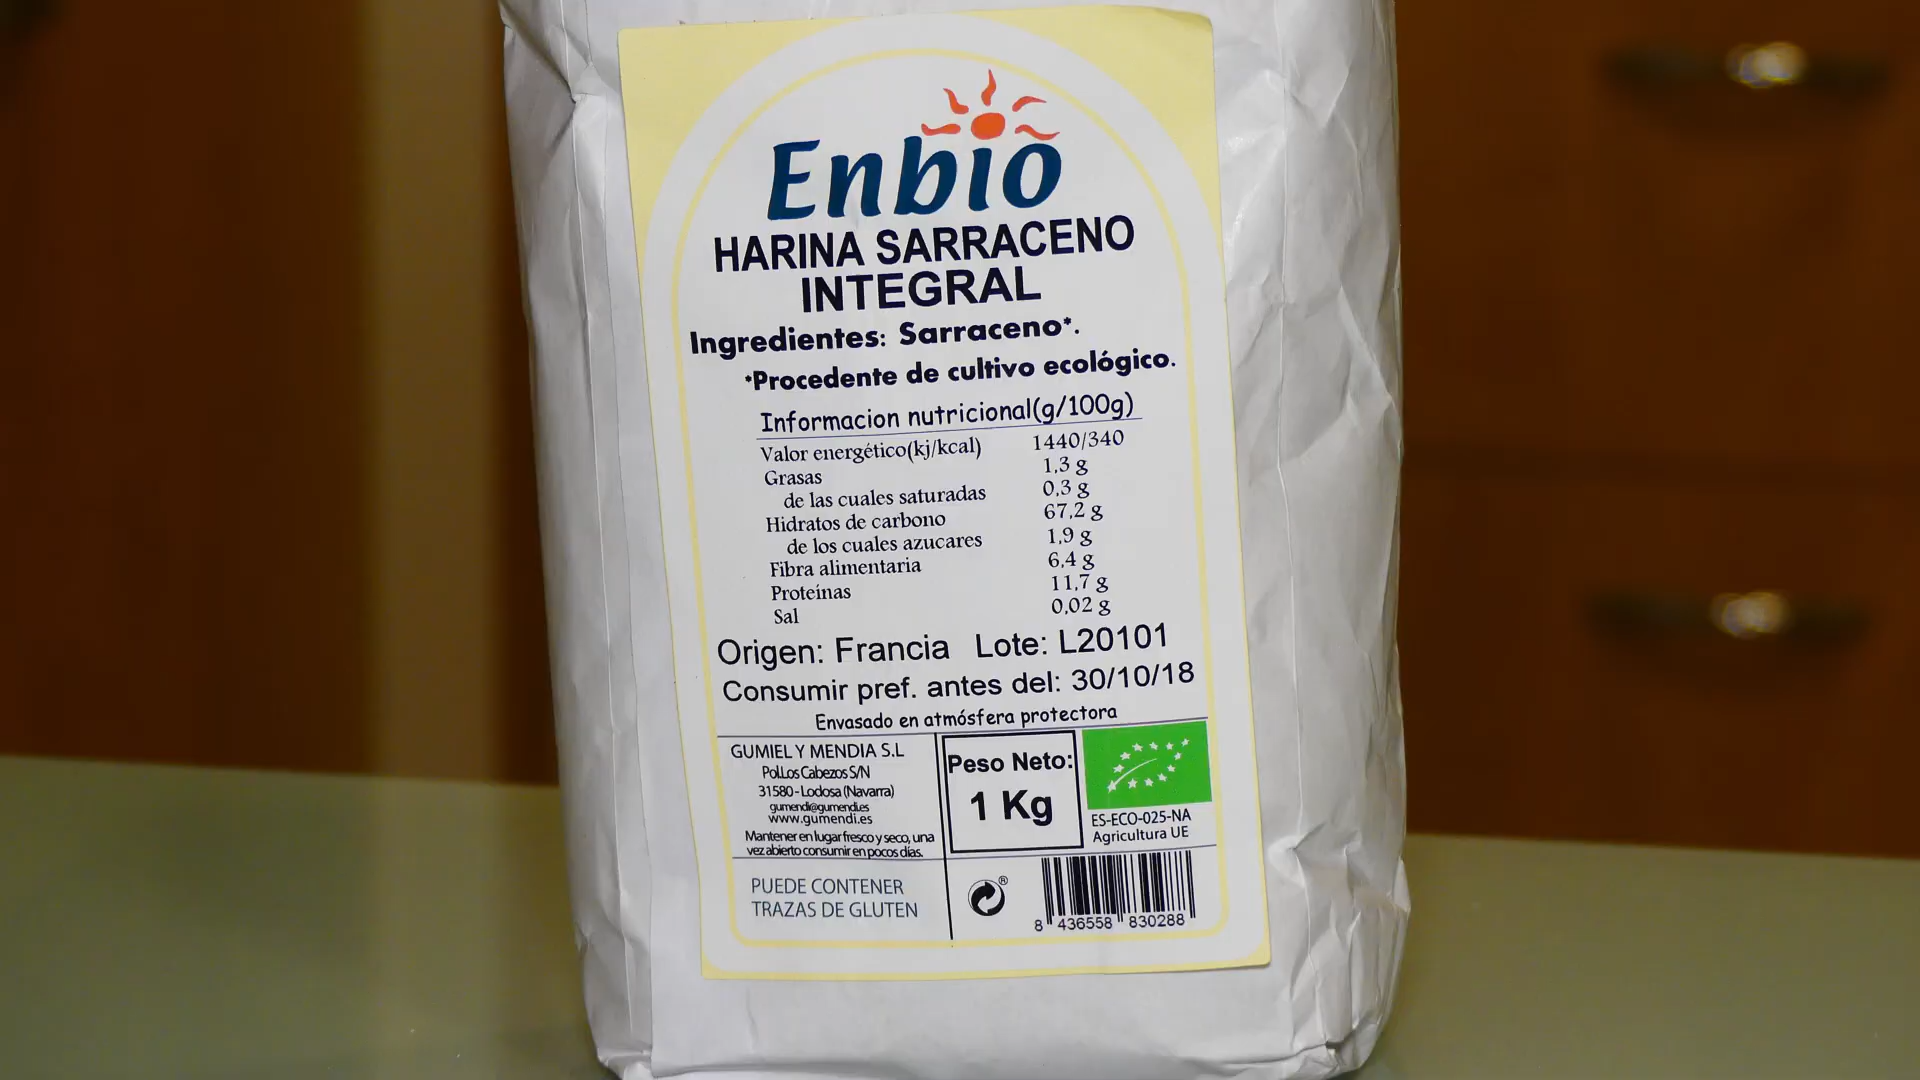 Enbio
HARINA SARRACENO
INTEGRAL
Ingredientes: Sarraceno*.
*Procedente de cultivo ecológico.
Informacion nutricional(g/100g)
Valor energético(kj/kcal) 1440/340
Grasas 1,3 g
de las cuales saturadas 0,3 g
Hidratos de carbono 67,2 g
de los cuales azucares 1,9 g
Fibra alimentaria 6,4 g
Proteínas 11,7 g
Sal 0,02 g
Origen: Francia Lote: L20101
Consumir pref. antes del: 30/10/18
Envasado en atmósfera protectora
GUMIEL Y MENDIA S.L
Pol.Los Cabezos S/N
31580-Lodosa (Navarra)
gumendi@gumendi.es
www.gumendi.es
Mantener en lugar fresco y seco, una
vez abierto consumir en pocos días.
PUEDE CONTENER
TRAZAS DE GLUTEN
Peso Neto:
1 Kg
ES-ECO-025-NA
Agricultura UE
®
8 436558 830288